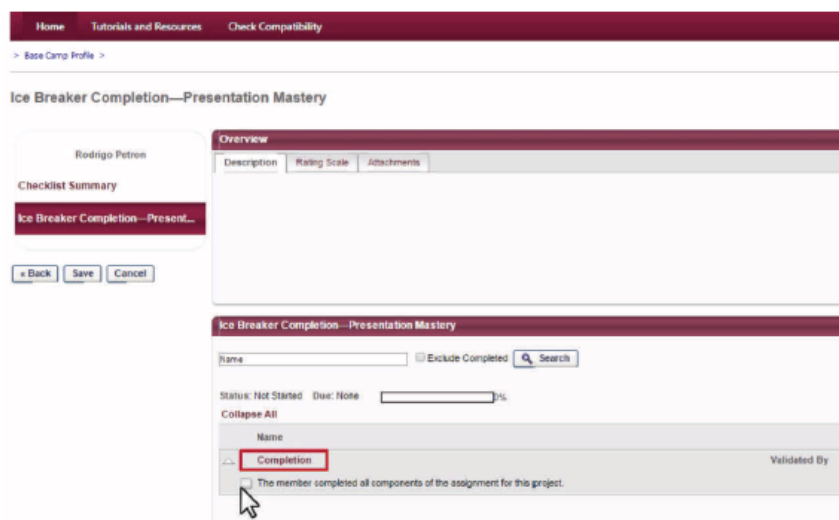 Home Tutorials and Resources Check Compatibility
> Base Camp Profile >
Ice Breaker Completion—Presentation Mastery
Rodrigo Petron
Checklist Summary
Ice Breaker Completion—Present...
« Back Save Cancel
Overview
Description Rating Scale Attachments
Ice Breaker Completion—Presentation Mastery
Name Exclude Completed Search
Status: Not Started Due: None 0%
Collapse All
Name
Completion Validated By
The member completed all components of the assignment for this project.